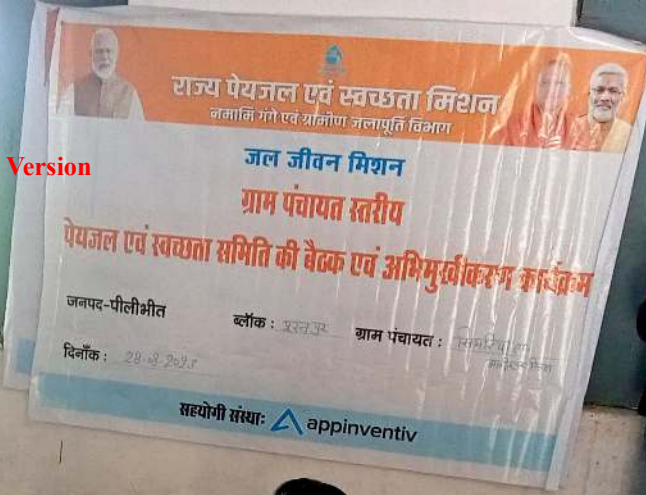 राज्य पेयजल एवं स्वच्छता मिशन
नमामि गंगे एवं ग्रामीण जलापूर्ति विभाग
जल जीवन मिशन
Version
ग्राम पंचायत स्तरीय
पेयजल एवं स्वच्छता समिति की बैठक एवं अभिमुखीकरण कार्यक्रम
जनपद-पीलीभीत ब्लॉक : ग्राम पंचायत :
दिनाँक :
सहयोगी संस्थाः appinventiv